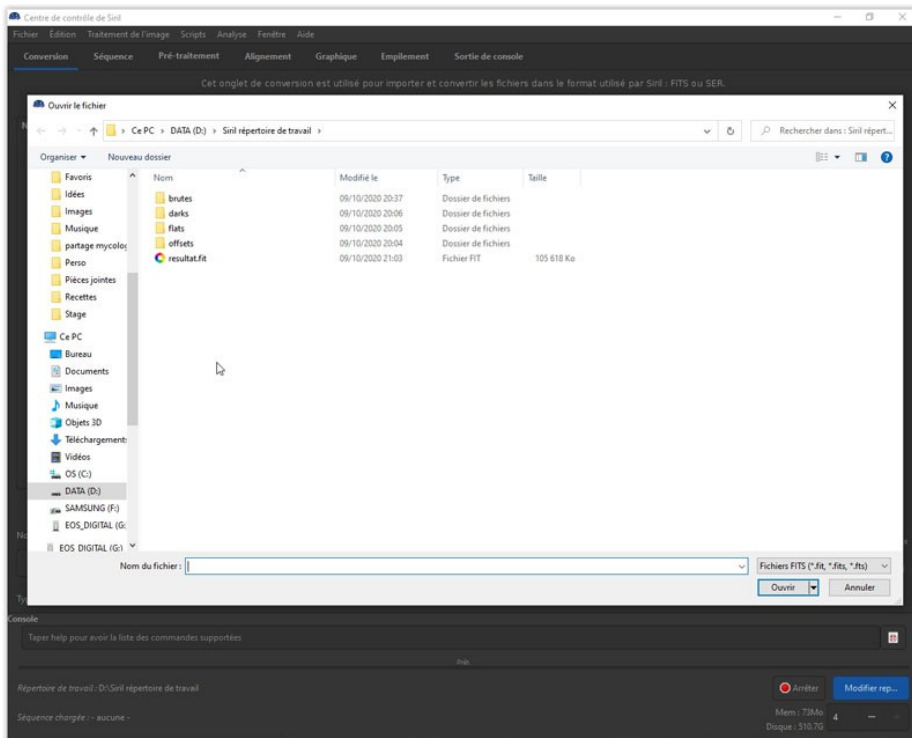 Centre de contrôle de Siril
Fichier Édition Traitement de l'image Scripts Analyse Fenêtre Aide
Conversion Séquence Pré-traitement Alignement Graphique Empilement Sortie de console
Cet onglet de conversion est utilisé pour importer et convertir les fichiers dans le format utilisé par Siril : FITS ou SER.
Ouvrir le fichier
Ce PC › DATA (D:) › Siril répertoire de travail ›
Rechercher dans : Siril répert...
Organiser Nouveau dossier
Nom Modifié le Type Taille
Favoris
Idées
Images
Musique
partage mycolog
Perso
Pièces jointes
Recettes
Stage
Ce PC
Bureau
Documents
Images
Musique
Objets 3D
Téléchargements
Vidéos
OS (C:)
DATA (D:)
SAMSUNG (F:)
EOS_DIGITAL (G:
EOS_DIGITAL (G:)
brutes 09/10/2020 20:37 Dossier de fichiers
darks 09/10/2020 20:06 Dossier de fichiers
flats 09/10/2020 20:05 Dossier de fichiers
offsets 09/10/2020 20:04 Dossier de fichiers
resultat.fit 09/10/2020 21:03 Fichier FIT 105 618 Ko
Nom du fichier :
Fichiers FITS (*.fit, *.fits, *.fts)
Ouvrir Annuler
Console
Taper help pour avoir la liste des commandes supportées
Prêt
Répertoire de travail : D:\Siril répertoire de travail
Arrêter Modifier rep...
Séquence chargée : - aucune -
Mem : 73Mo
Disque : 510.7G
4